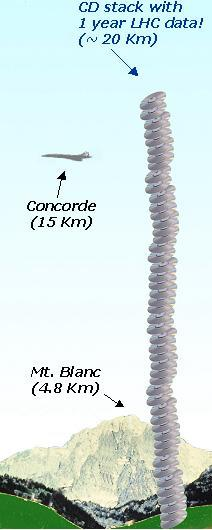 CD stack with
1 year LHC data!
(~ 20 Km)
Concorde
(15 Km)
Mt. Blanc
(4.8 Km)